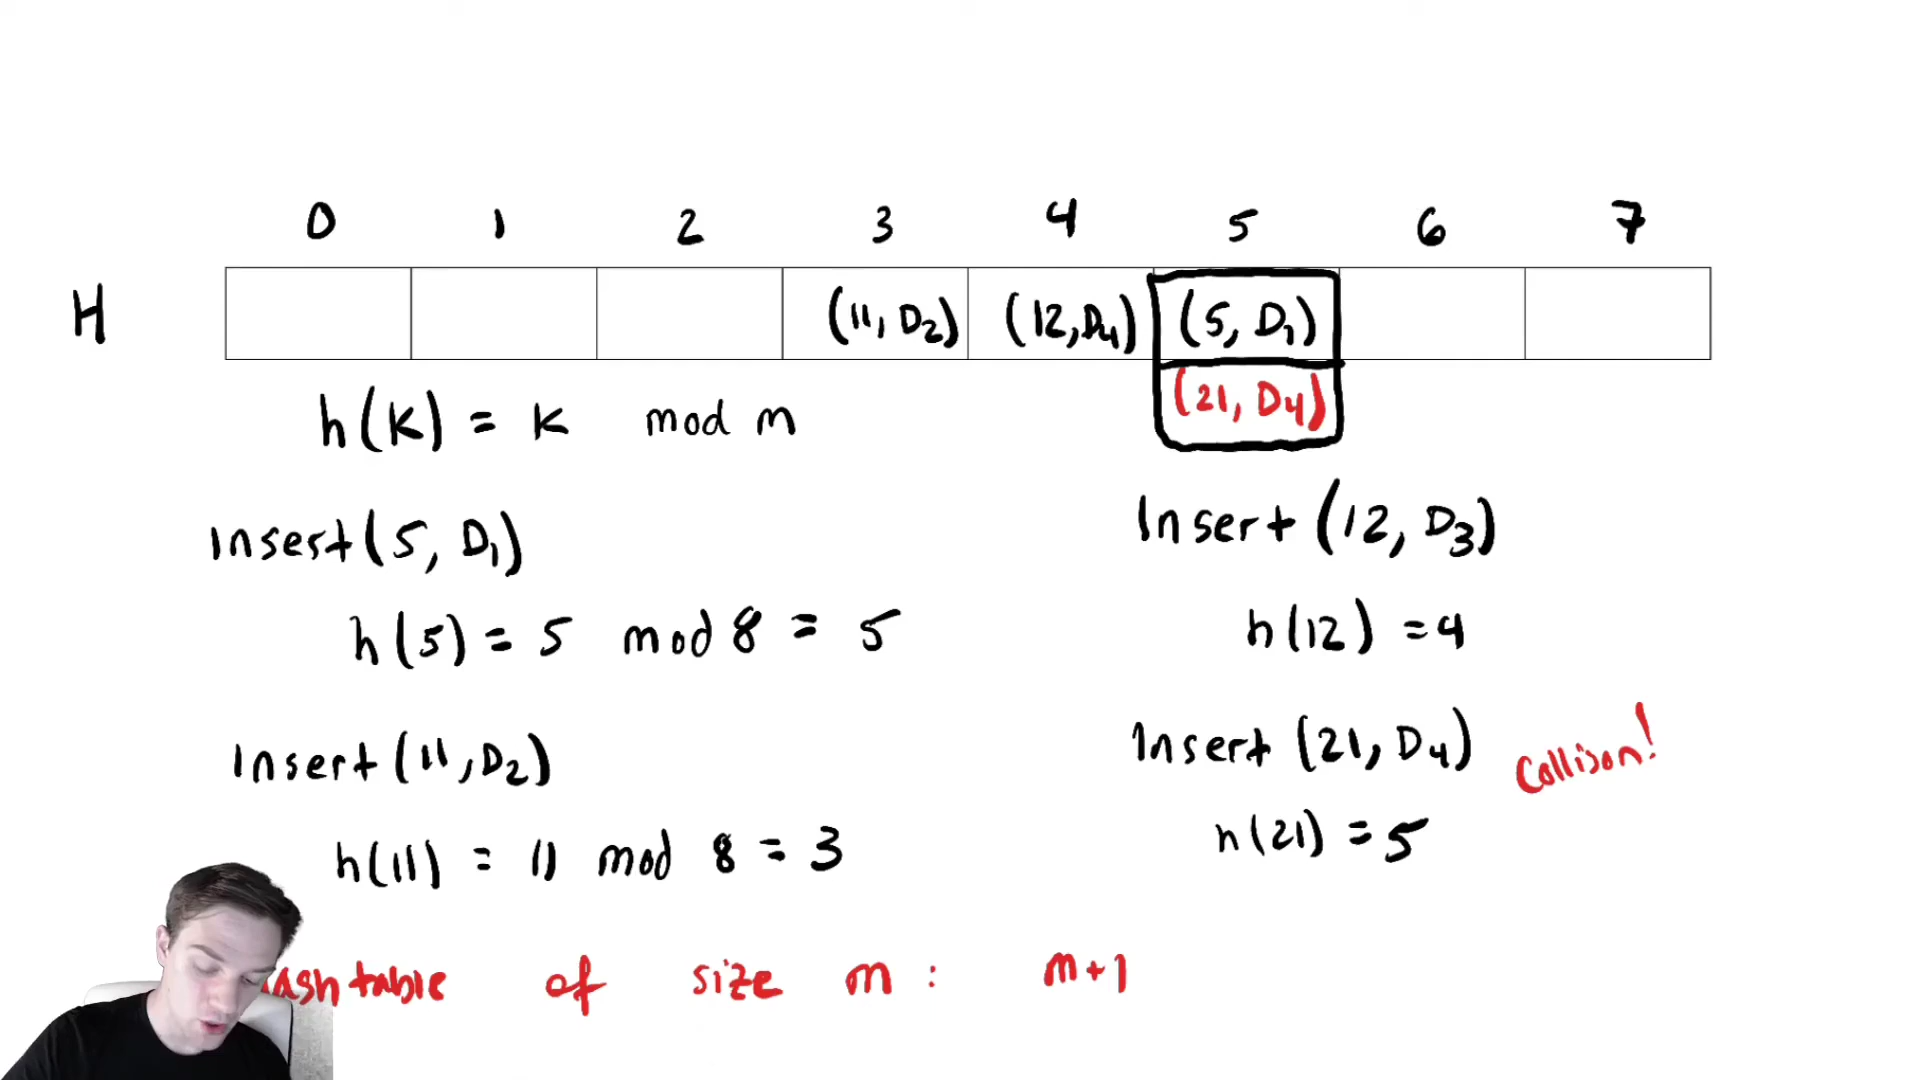 0 1 2 3 4 5 6 7
H (11, D2) (12, D4) (5, D1)
(21, D4)
h(K) = K mod m
Insert(5, D1)
h(5) = 5 mod 8 = 5
Insert(11, D2)
h(11) = 11 mod 8 = 3
Insert(12, D3)
h(12) = 4
Insert(21, D4) Collison!
h(21) = 5
ash table of size m: m+1